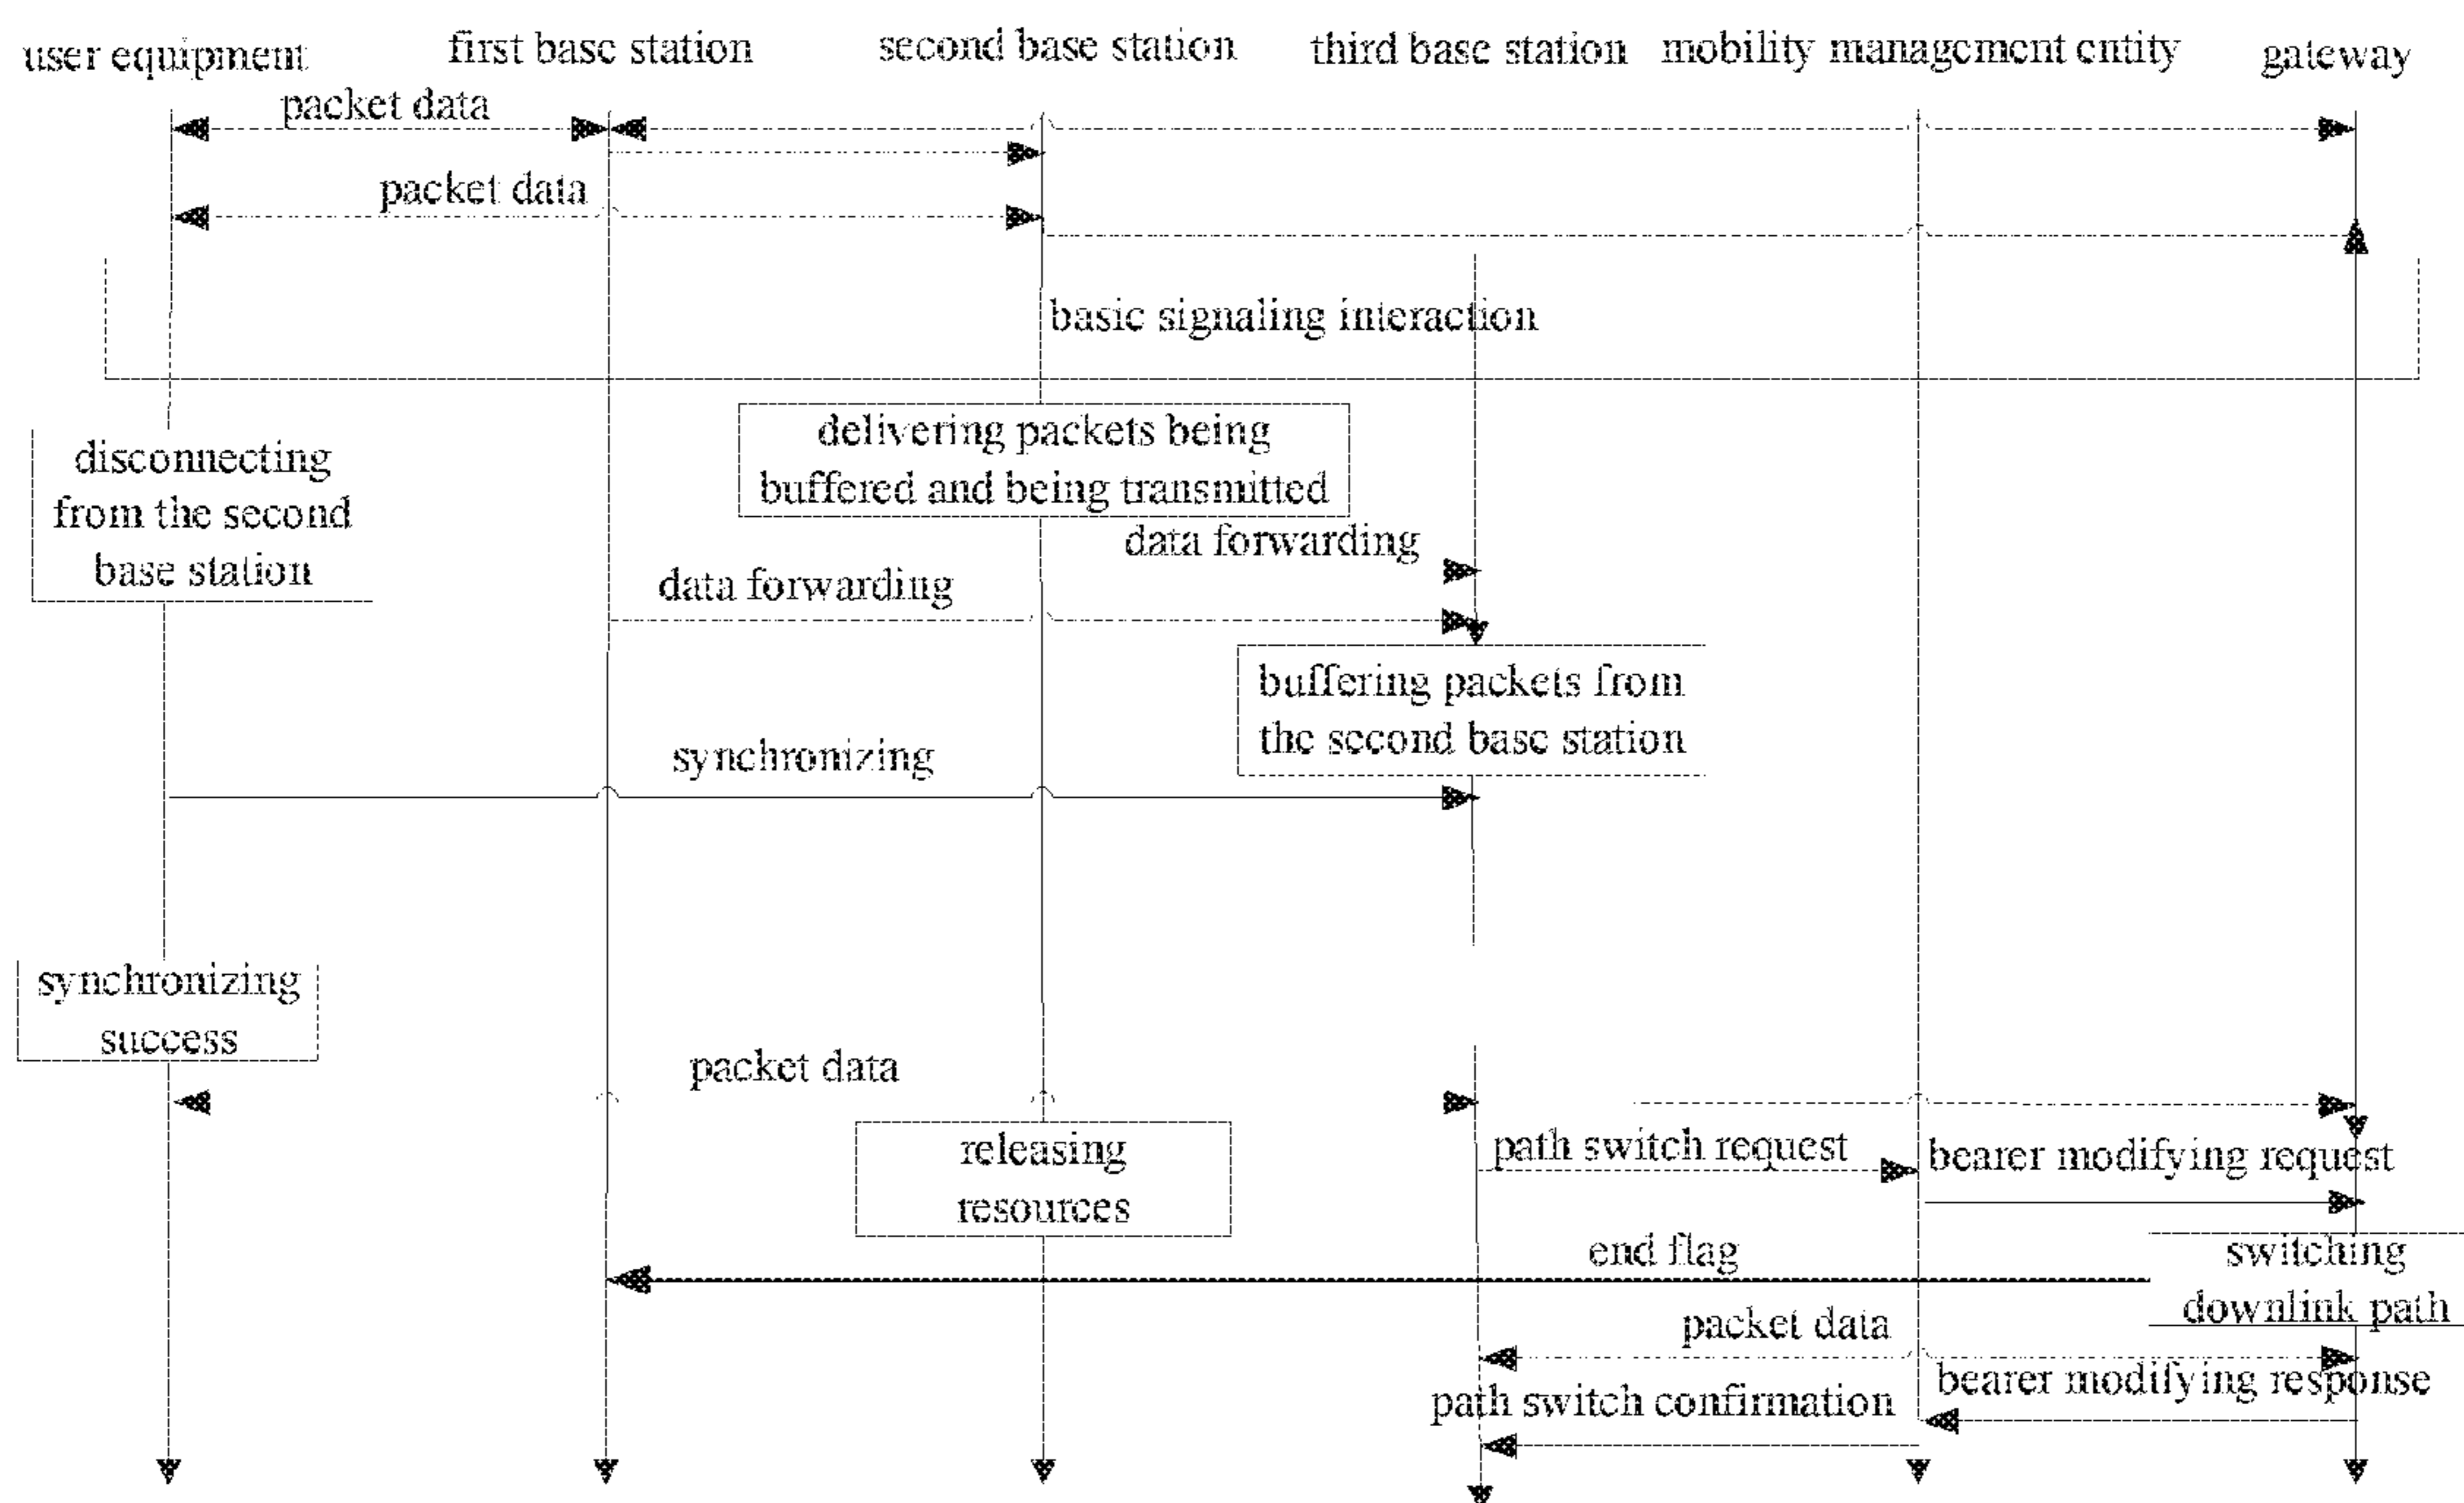 user equipment
first base station
second base station
third base station
mobility management entity
gateway
packet data
packet data
basic signaling interaction
delivering packets being
buffered and being transmitted
disconnecting
from the second
base station
data forwarding
data forwarding
buffering packets from
the second base station
synchronizing
synchronizing
success
packet data
releasing
resources
path switch request
bearer modifying request
end flag
switching
downlink path
packet data
bearer modifying response
path switch confirmation